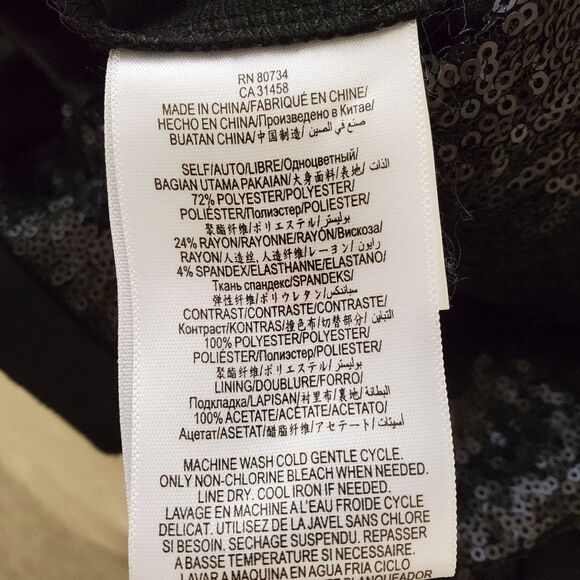 RN 80734
CA 31458
MADE IN CHINA/FABRIQUÉ EN CHINE/
HECHO EN CHINA/Произведено в Китае/
BUATAN CHINA/中国制造/ صنع في الصين
SELF/AUTO/LIBRE/Одноцветный/
BAGIAN UTAMA PAKAIAN/大身面料/表地/ الذات
72% POLYESTER/POLYESTER/
POLIÉSTER/Полиэстер/POLIESTER/
聚酯纤维/ポリエステル/ بوليستر
24% RAYON/RAYONNE/RAYÓN/Вискоза/
RAYON/人造丝, 人造纤维/レーヨン/ رايون
4% SPANDEX/ELASTHANNE/ELASTANO/
Ткань спандекс/SPANDEKS/
弹性纤维/ポリウレタン/ سباندكس
CONTRAST/CONTRASTE/CONTRASTE/
Контраст/KONTRAS/撞色布/切替部分/ التباين
100% POLYESTER/POLYESTER/
POLIÉSTER/Полиэстер/POLIESTER/
聚酯纤维/ポリエステル/ بوليستر
LINING/DOUBLURE/FORRO/
Подкладка/LAPISAN/衬里布/裏地/ البطانة
100% ACETATE/ACÉTATE/ACETATO/
Ацетат/ASETAT/醋酯纤维/アセテート/ أسيتات
MACHINE WASH COLD GENTLE CYCLE.
ONLY NON-CHLORINE BLEACH WHEN NEEDED.
LINE DRY. COOL IRON IF NEEDED.
LAVAGE EN MACHINE A L'EAU FROIDE CYCLE
DELICAT. UTILISEZ DE LA JAVEL SANS CHLORE
SI BESOIN. SECHAGE SUSPENDU. REPASSER
A BASSE TEMPERATURE SI NECESSAIRE.
LAVAR A MAQUINA EN AGUA FRIA CICLO
BLANQUEADOR